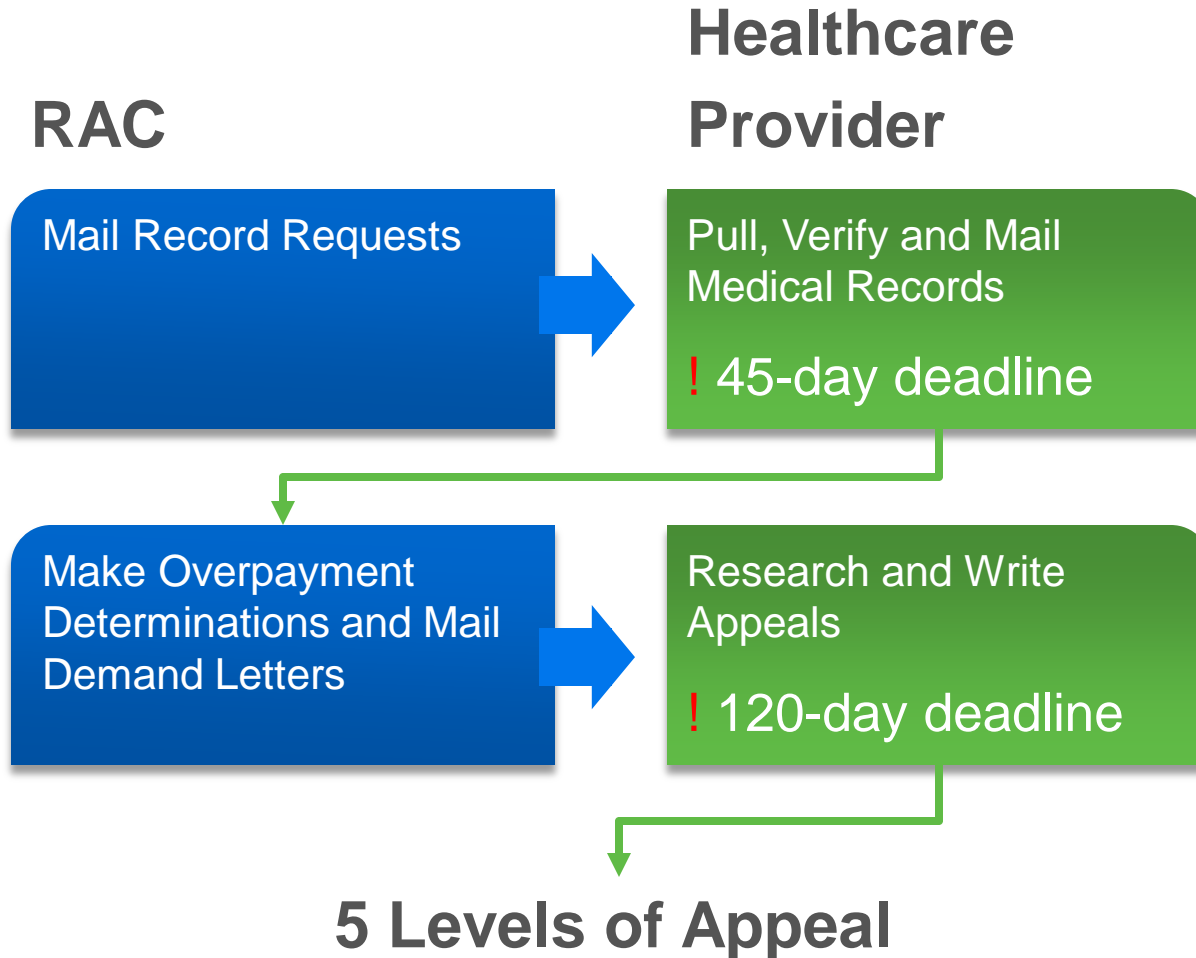 RAC
Healthcare
Provider
Mail Record Requests
Pull, Verify and Mail
Medical Records
! 45-day deadline
Make Overpayment
Determinations and Mail
Demand Letters
Research and Write
Appeals
! 120-day deadline
5 Levels of Appeal